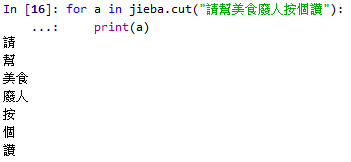 In [16]: for a in jieba.cut("請幫美食廢人按個讚"):
    ...:     print(a)
請
幫
美食
廢人
按
個
讚